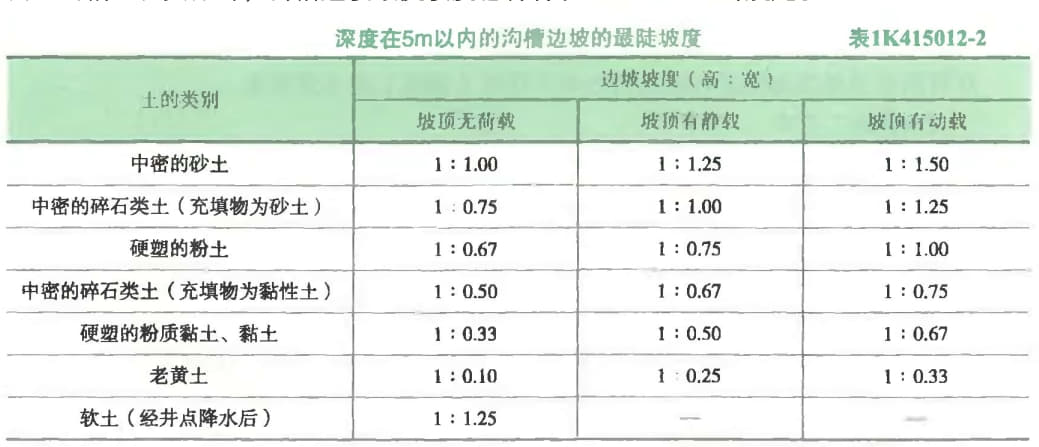 深度在5m以内的沟槽边坡的最陡坡度 表1K415012-2
土的类别 边坡坡度（高：宽）
坡顶无荷载 坡顶有静载 坡顶有动载
中密的砂土 1：1.00 1：1.25 1：1.50
中密的碎石类土（充填物为砂土） 1：0.75 1：1.00 1：1.25
硬塑的粉土 1：0.67 1：0.75 1：1.00
中密的碎石类土（充填物为黏性土） 1：0.50 1：0.67 1：0.75
硬塑的粉质黏土、黏土 1：0.33 1：0.50 1：0.67
老黄土 1：0.10 1：0.25 1：0.33
软土（经井点降水后） 1：1.25 — —